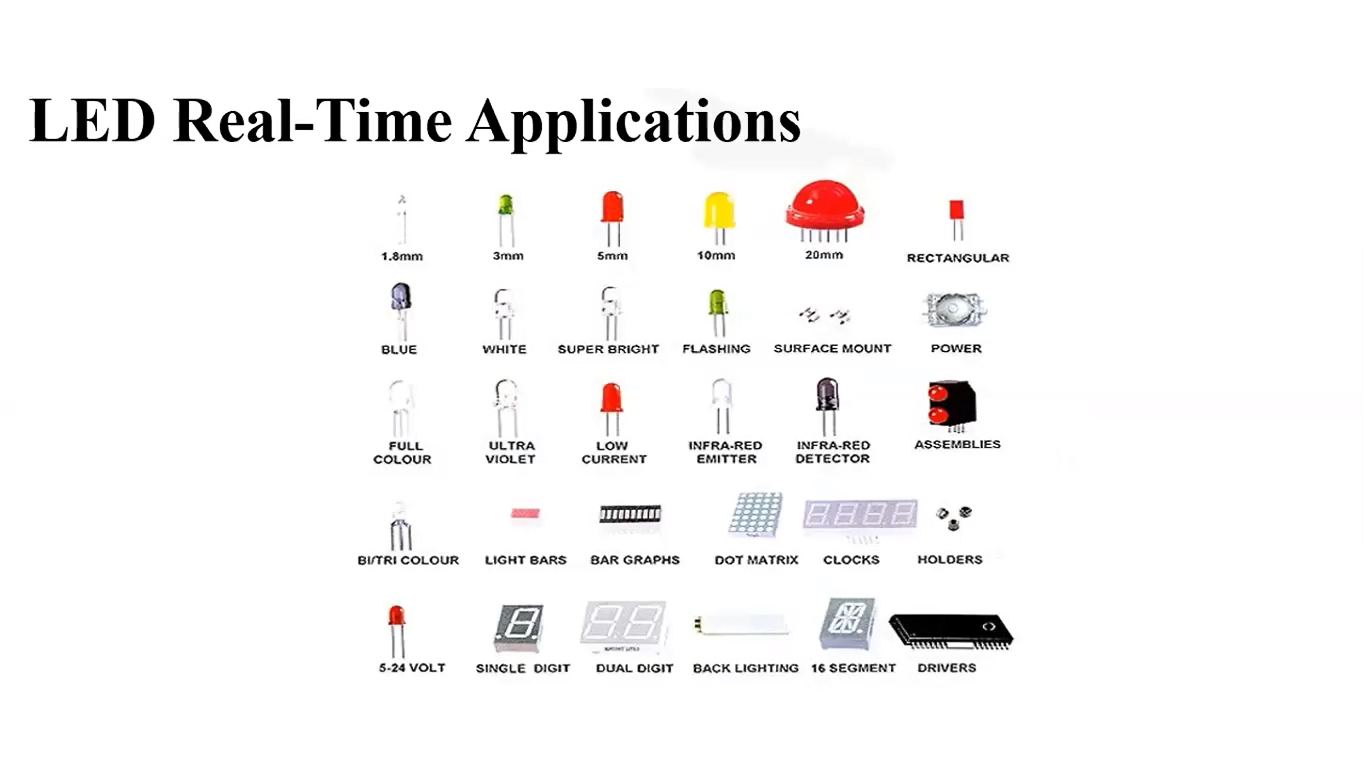 LED Real-Time Applications
1.8mm 3mm 5mm 10mm 20mm RECTANGULAR
BLUE WHITE SUPER BRIGHT FLASHING SURFACE MOUNT POWER
FULL ULTRA LOW INFRA-RED INFRA-RED ASSEMBLIES
COLOUR VIOLET CURRENT EMITTER DETECTOR
BI/TRI COLOUR LIGHT BARS BAR GRAPHS DOT MATRIX CLOCKS HOLDERS
5-24 VOLT SINGLE DIGIT DUAL DIGIT BACK LIGHTING 16 SEGMENT DRIVERS